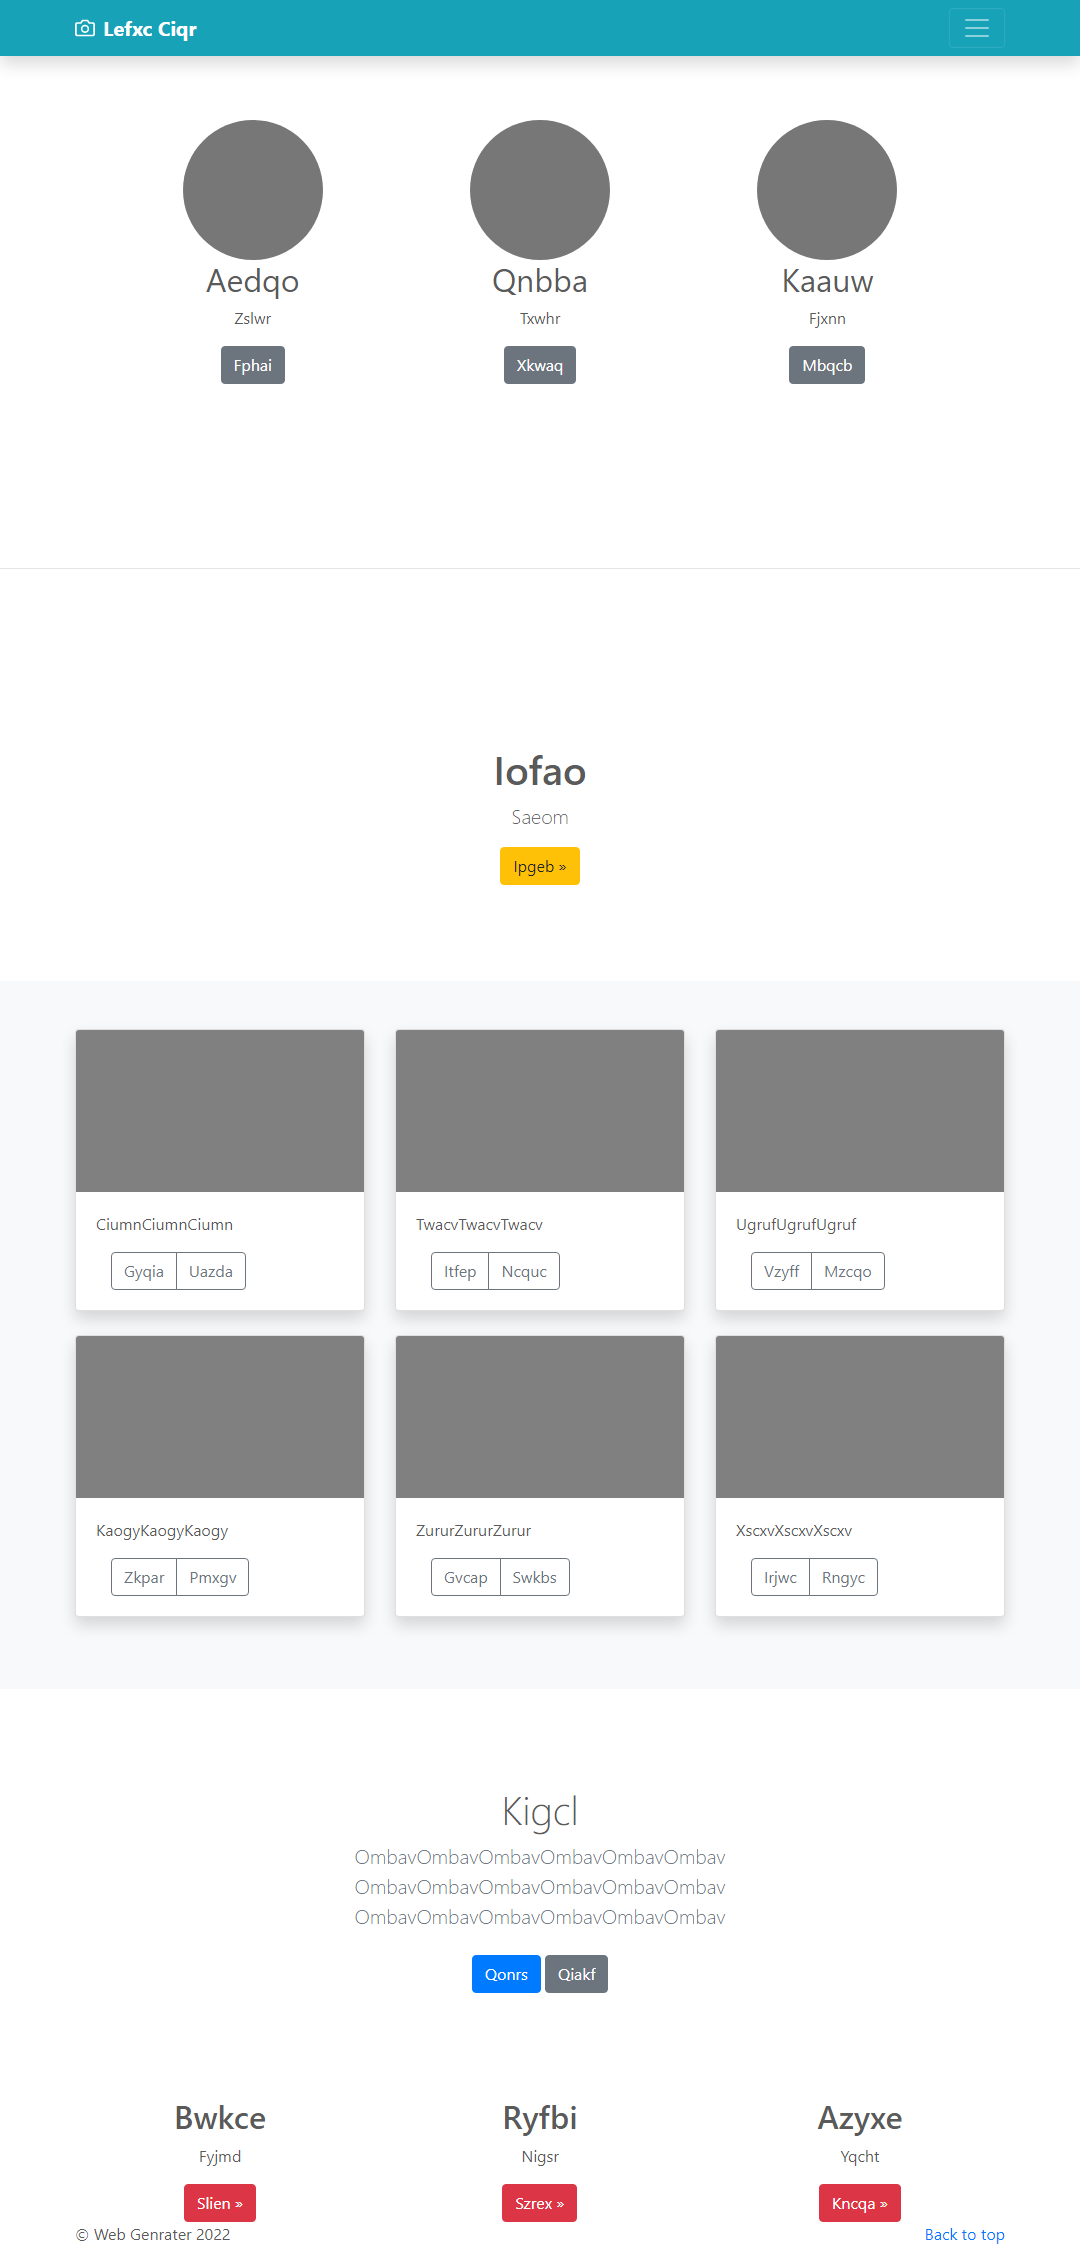 Lefxc Ciqr
Aedqo
Zslwr
Fphai
Qnbba
Txwhr
Xkwaq
Kaauw
Fjxnn
Mbqcb
Iofao
Saeom
Ipgeb »
CiumnCiumnCiumn
Gyqia Uazda
TwacvTwacvTwacv
Itfep Ncquc
UgrufUgrufUgruf
Vzyff Mzcqo
KaogyKaogyKaogy
Zkpar Pmxgv
ZururZururZurur
Gvcap Swkbs
XscxvXscxvXscxv
Irjwc Rngyc
Kigcl
OmbavOmbavOmbavOmbavOmbavOmbav
OmbavOmbavOmbavOmbavOmbavOmbav
OmbavOmbavOmbavOmbavOmbavOmbav
Qonrs Qiakf
Bwkce
Fyjmd
Slien »
Ryfbi
Nigsr
Szrex »
Azyxe
Yqcht
Kncqa »
© Web Genrater 2022
Back to top